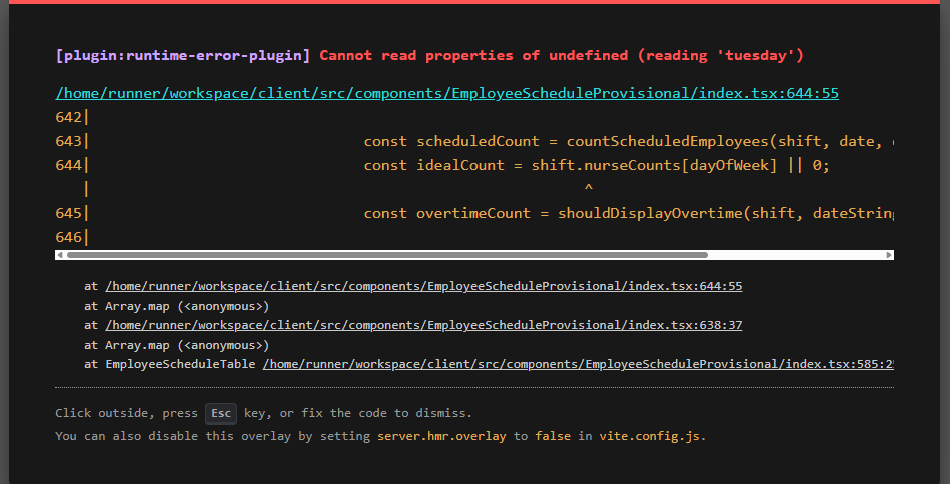 [plugin:runtime-error-plugin] Cannot read properties of undefined (reading 'tuesday')
/home/runner/workspace/client/src/components/EmployeeScheduleProvisional/index.tsx:644:55
642|
643|                               const scheduledCount = countScheduledEmployees(shift, date,
644|                               const idealCount = shift.nurseCounts[dayOfWeek] || 0;
   |                                                         ^
645|                               const overtimeCount = shouldDisplayOvertime(shift, dateString
646|
at /home/runner/workspace/client/src/components/EmployeeScheduleProvisional/index.tsx:644:55
at Array.map (<anonymous>)
at /home/runner/workspace/client/src/components/EmployeeScheduleProvisional/index.tsx:638:37
at Array.map (<anonymous>)
at EmployeeScheduleTable /home/runner/workspace/client/src/components/EmployeeScheduleProvisional/index.tsx:585:2
Click outside, press Esc key, or fix the code to dismiss.
You can also disable this overlay by setting server.hmr.overlay to false in vite.config.js.